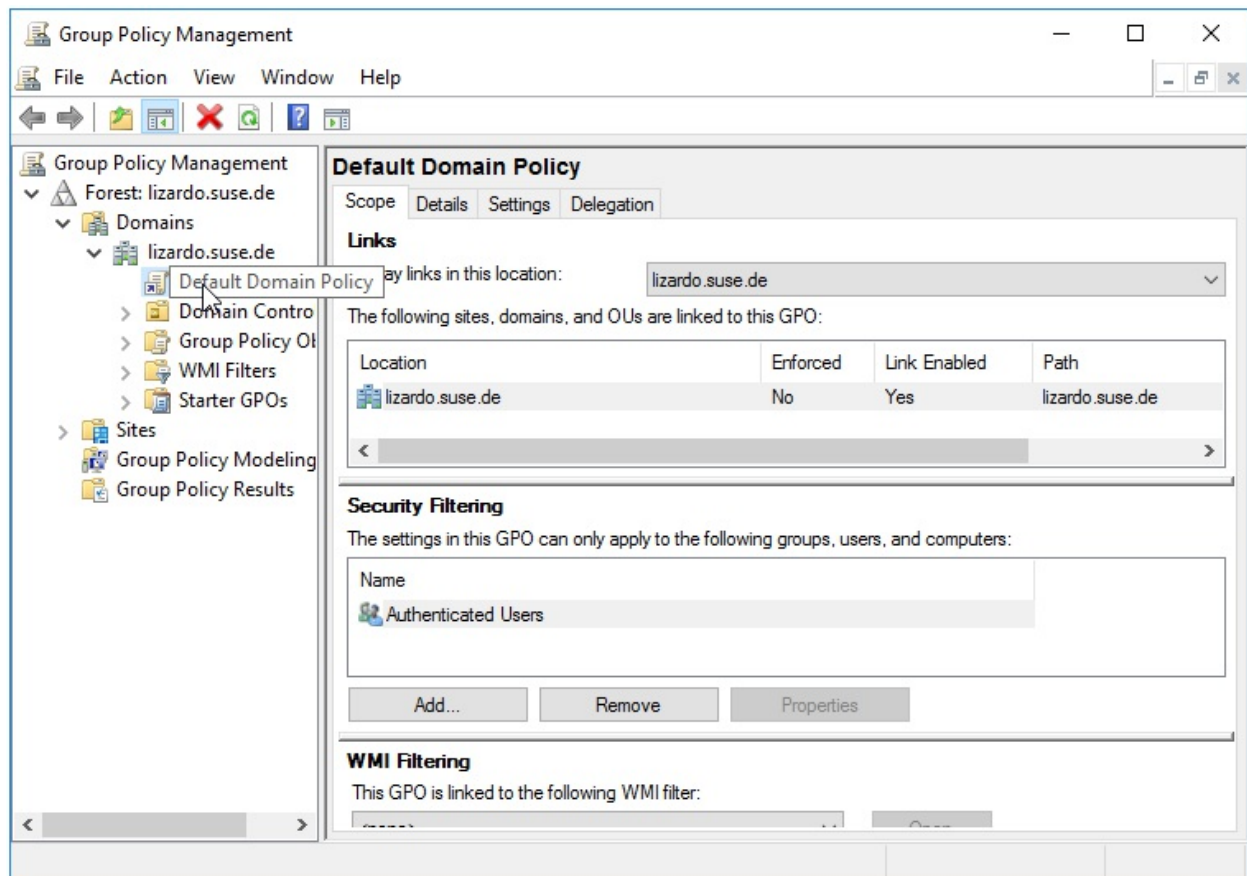 Group Policy Management
File Action View Window Help
Group Policy Management
Forest: lizardo.suse.de
Domains
lizardo.suse.de
Default Domain Policy
Domain Contro
Group Policy Ob
WMI Filters
Starter GPOs
Sites
Group Policy Modeling
Group Policy Results
Default Domain Policy
Scope Details Settings Delegation
Links
ay links in this location: lizardo.suse.de
The following sites, domains, and OUs are linked to this GPO:
Location Enforced Link Enabled Path
lizardo.suse.de No Yes lizardo.suse.de
Security Filtering
The settings in this GPO can only apply to the following groups, users, and computers:
Name
Authenticated Users
Add... Remove Properties
WMI Filtering
This GPO is linked to the following WMI filter: